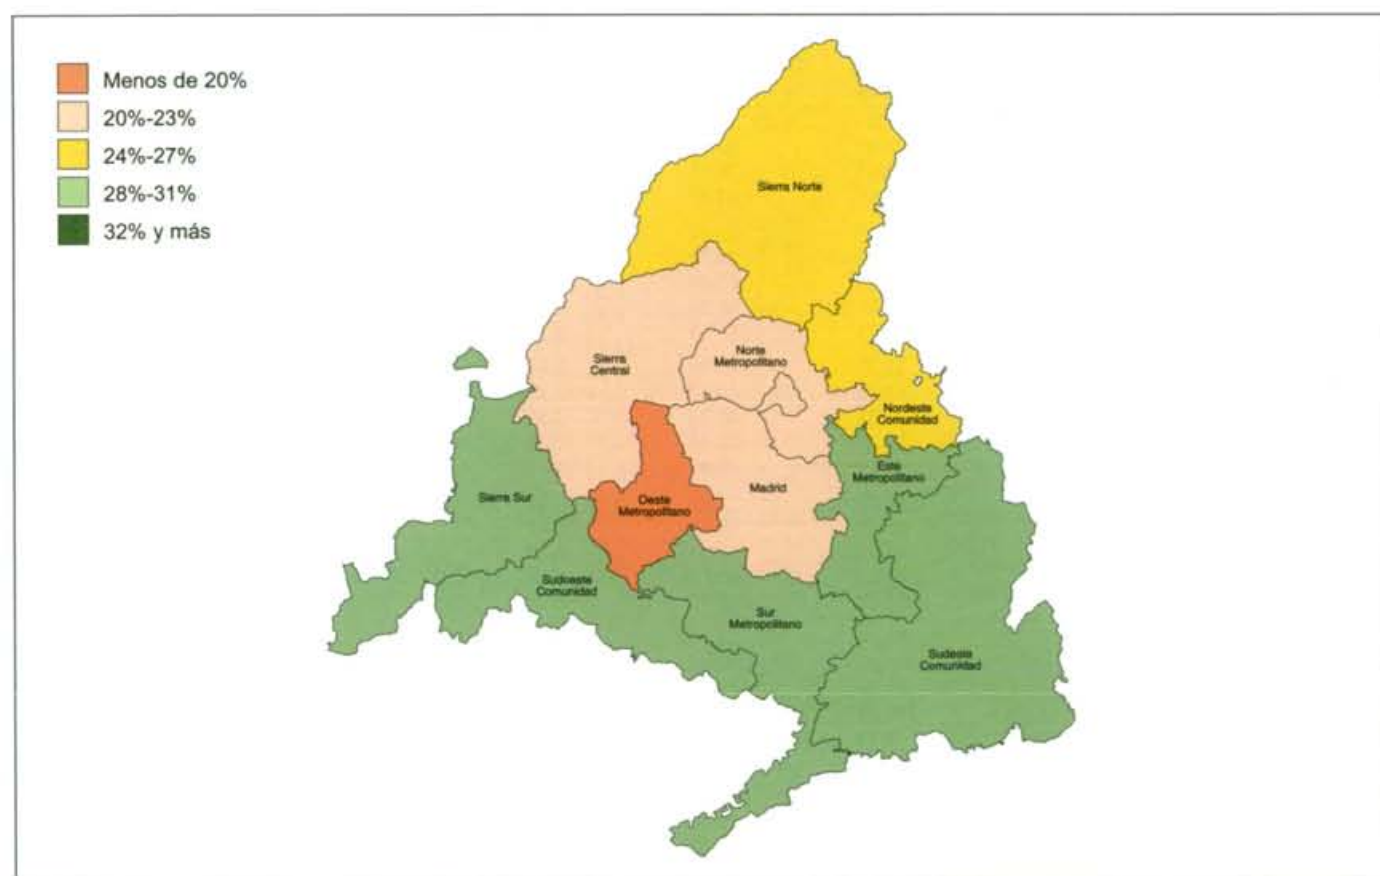 Menos de 20%
20%-23%
24%-27%
28%-31%
32% y más
Sierra Norte
Norte
Metropolitano
Sierra
Central
Nordeste
Comunidad
Este
Metropolitano
Madrid
Sierra Sur
Oeste
Metropolitano
Sudoeste
Comunidad
Sur
Metropolitano
Sudeste
Comunidad